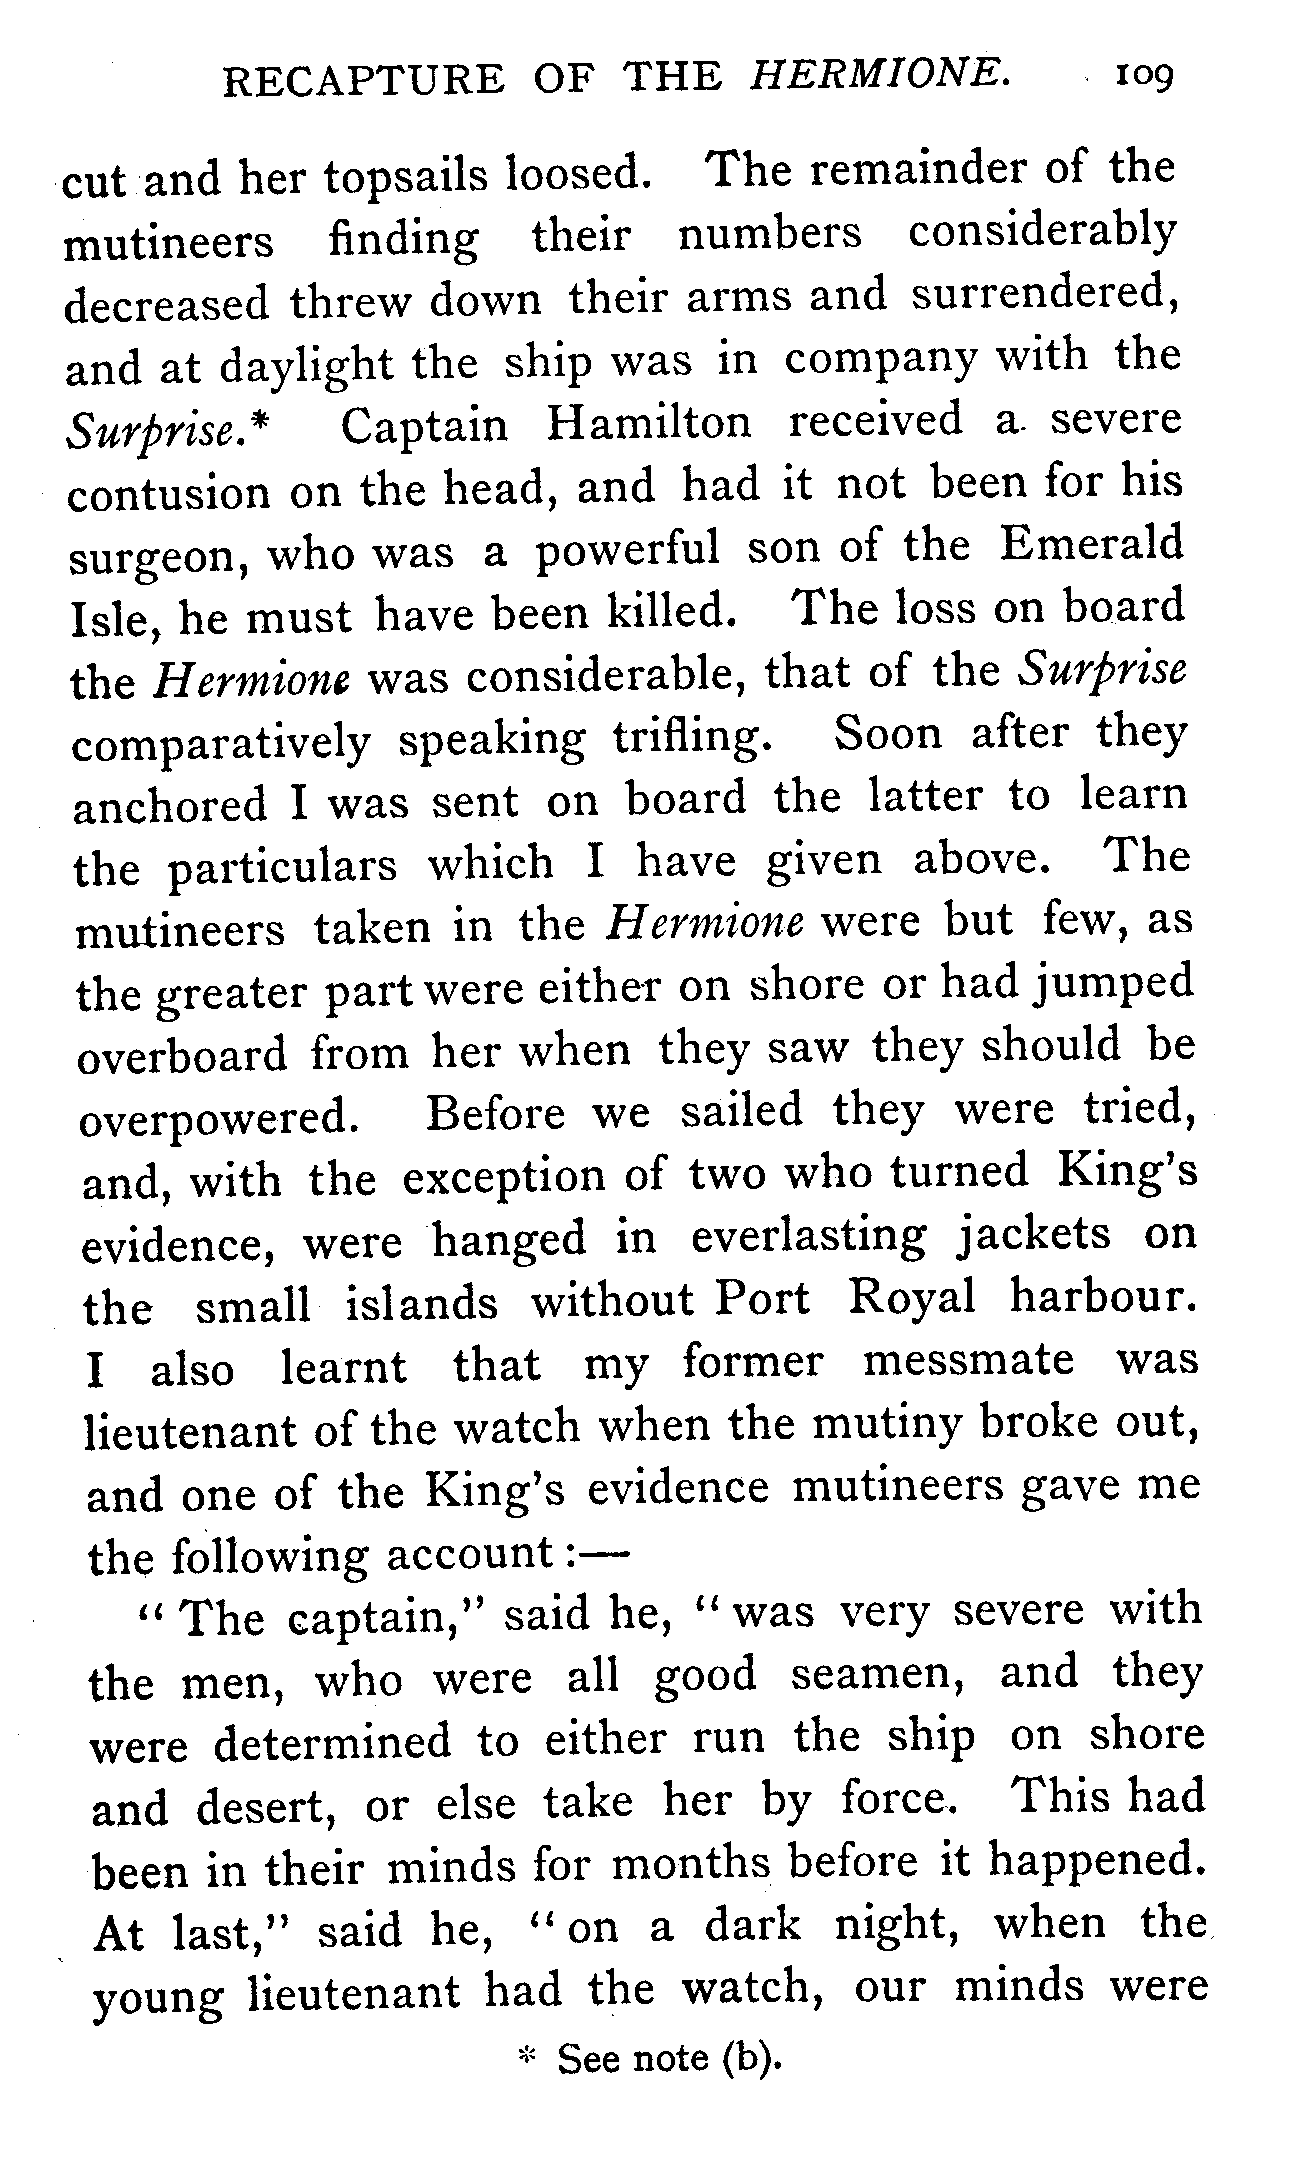 RECAPTURE OF THE HERMIONE. 109
cut and her topsails loosed. The remainder of the
mutineers finding their numbers considerably
decreased threw down their arms and surrendered,
and at daylight the ship was in company with the
Surprise.* Captain Hamilton received a severe
contusion on the head, and had it not been for his
surgeon, who was a powerful son of the Emerald
Isle, he must have been killed. The loss on board
the Hermione was considerable, that of the Surprise
comparatively speaking trifling. Soon after they
anchored I was sent on board the latter to learn
the particulars which I have given above. The
mutineers taken in the Hermione were but few, as
the greater part were either on shore or had jumped
overboard from her when they saw they should be
overpowered. Before we sailed they were tried,
and, with the exception of two who turned King's
evidence, were hanged in everlasting jackets on
the small islands without Port Royal harbour.
I also learnt that my former messmate was
lieutenant of the watch when the mutiny broke out,
and one of the King's evidence mutineers gave me
the following account :—
" The captain," said he, " was very severe with
the men, who were all good seamen, and they
were determined to either run the ship on shore
and desert, or else take her by force. This had
been in their minds for months before it happened.
At last," said he, " on a dark night, when the
young lieutenant had the watch, our minds were
* See note (b).